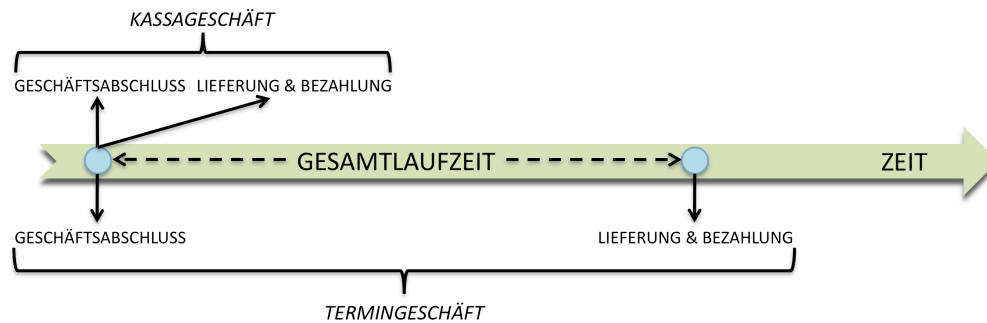 KASSAGESCHÄFT
GESCHÄFTSABSCHLUSS LIEFERUNG & BEZAHLUNG
GESAMTLAUFZEIT ZEIT
GESCHÄFTSABSCHLUSS LIEFERUNG & BEZAHLUNG
TERMINGESCHÄFT